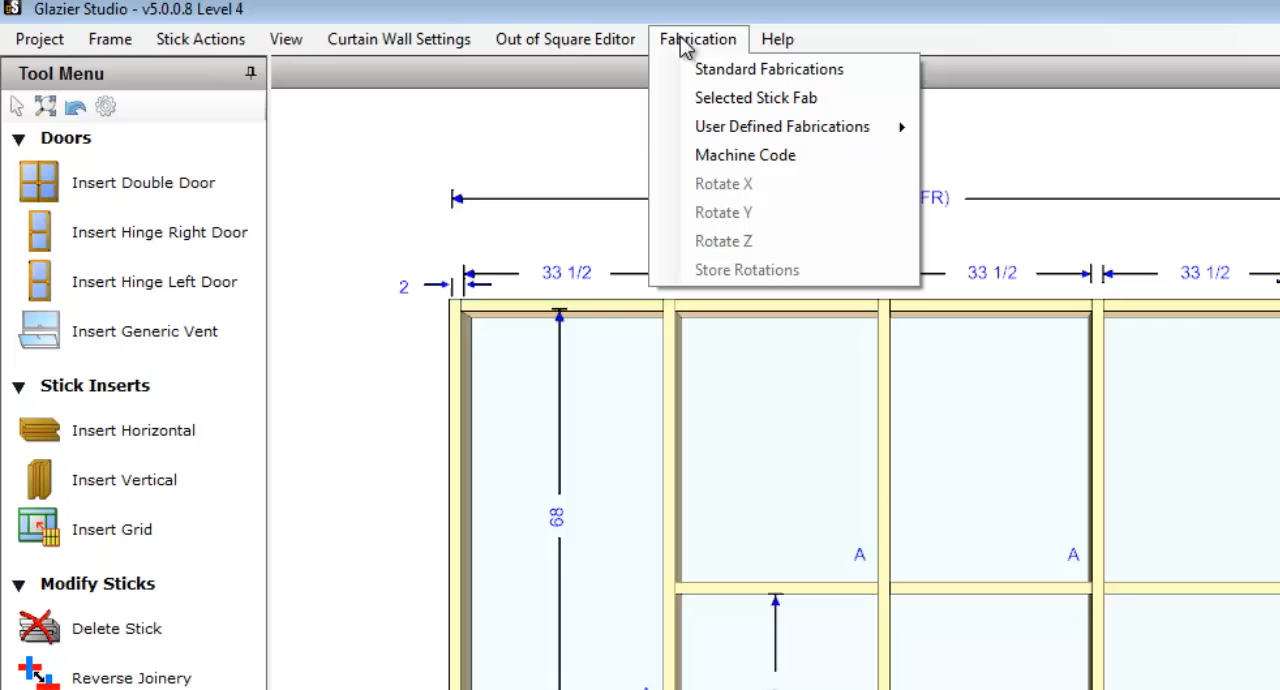 GS Glazier Studio - v5.0.0.8 Level 4
Project Frame Stick Actions View Curtain Wall Settings Out of Square Editor Fabrication Help
Tool Menu
Doors
Insert Double Door
Insert Hinge Right Door
Insert Hinge Left Door
Insert Generic Vent
Stick Inserts
Insert Horizontal
Insert Vertical
Insert Grid
Modify Sticks
Delete Stick
Reverse Joinery
Standard Fabrications
Selected Stick Fab
User Defined Fabrications
Machine Code
Rotate X
Rotate Y
Rotate Z
Store Rotations
FR)
2
33 1/2
33 1/2
33 1/2
68
A
A